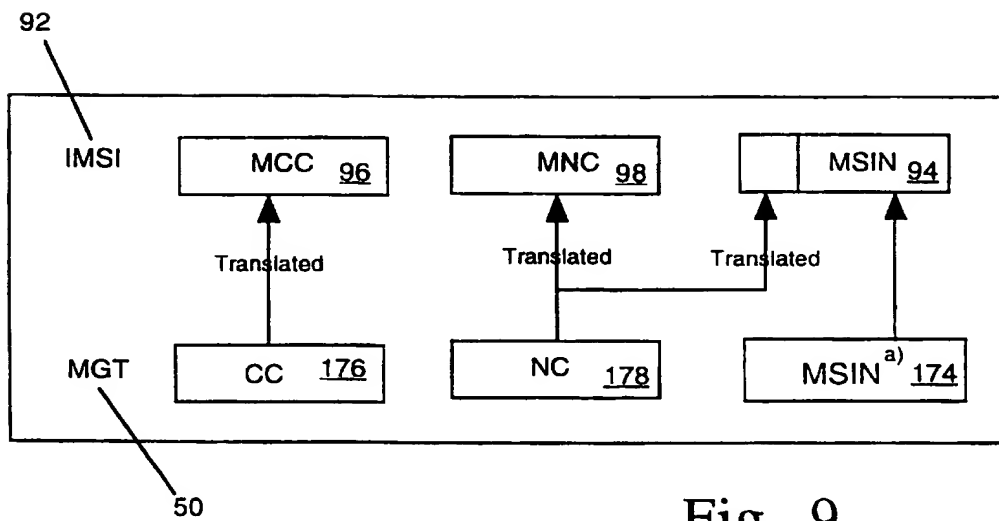 92
IMSI
MCC 96
MNC 98
MSIN 94
Translated
Translated
Translated
MGT
CC 176
NC 178
MSIN a) 174
50
Fig. 9